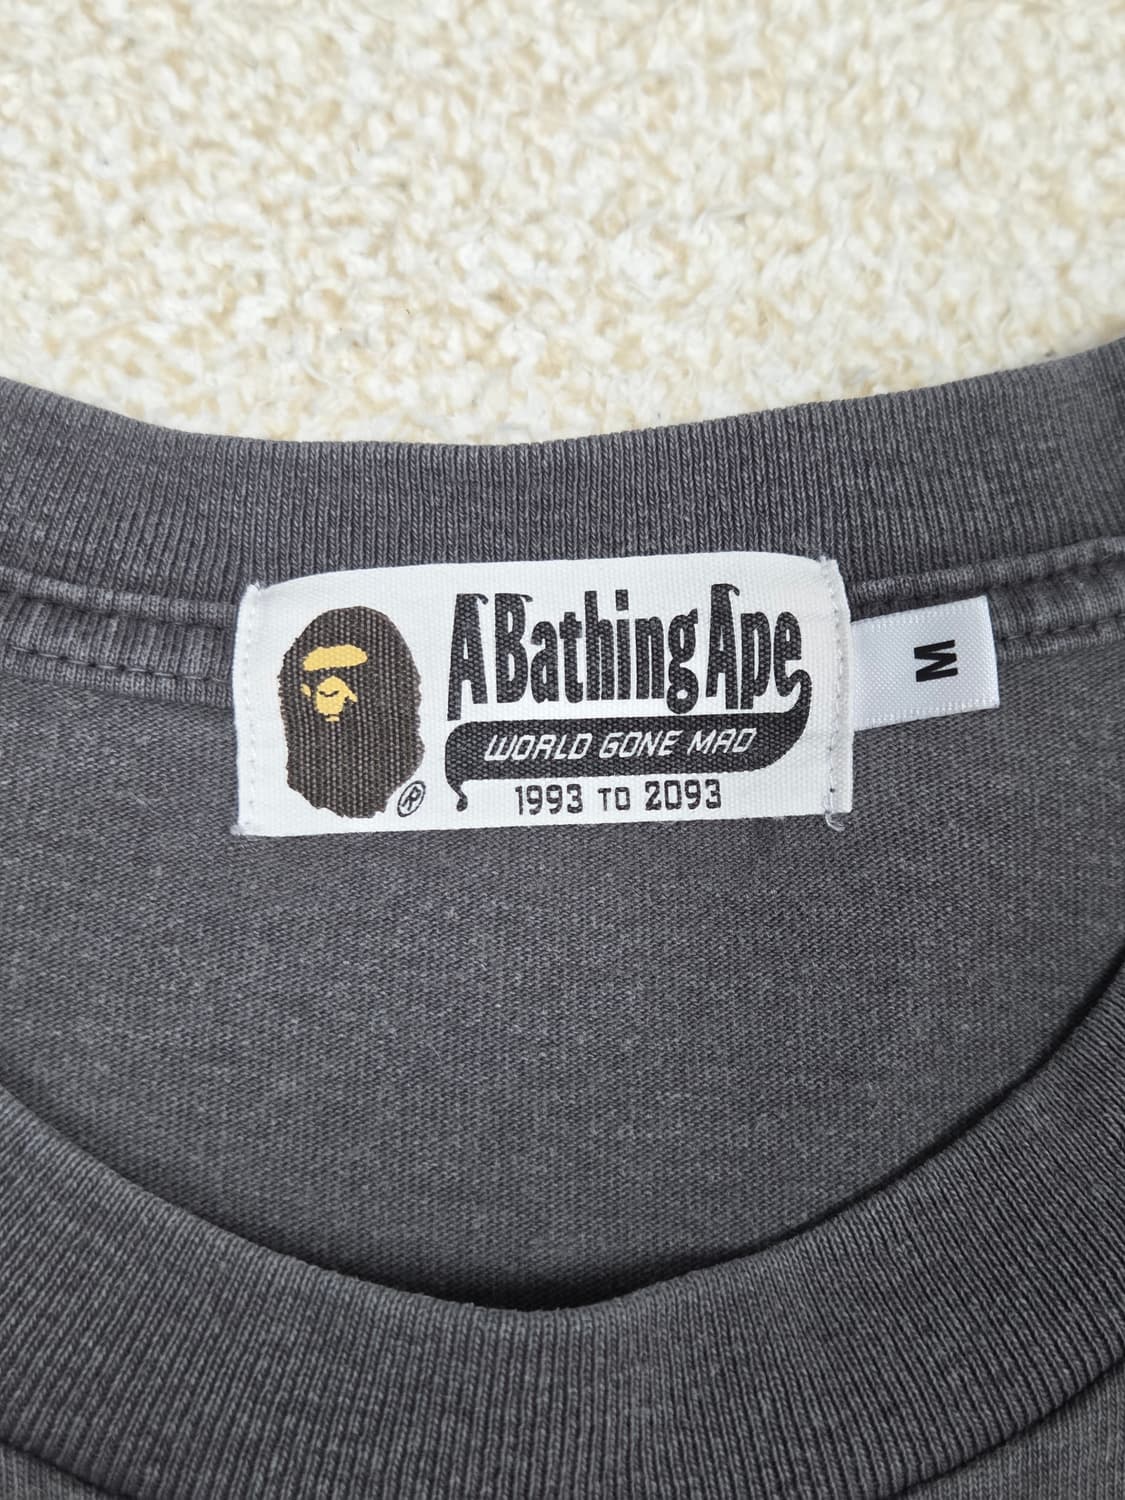 A Bathing Ape
WORLD GONE MAD
1993 TO 2093
®
M